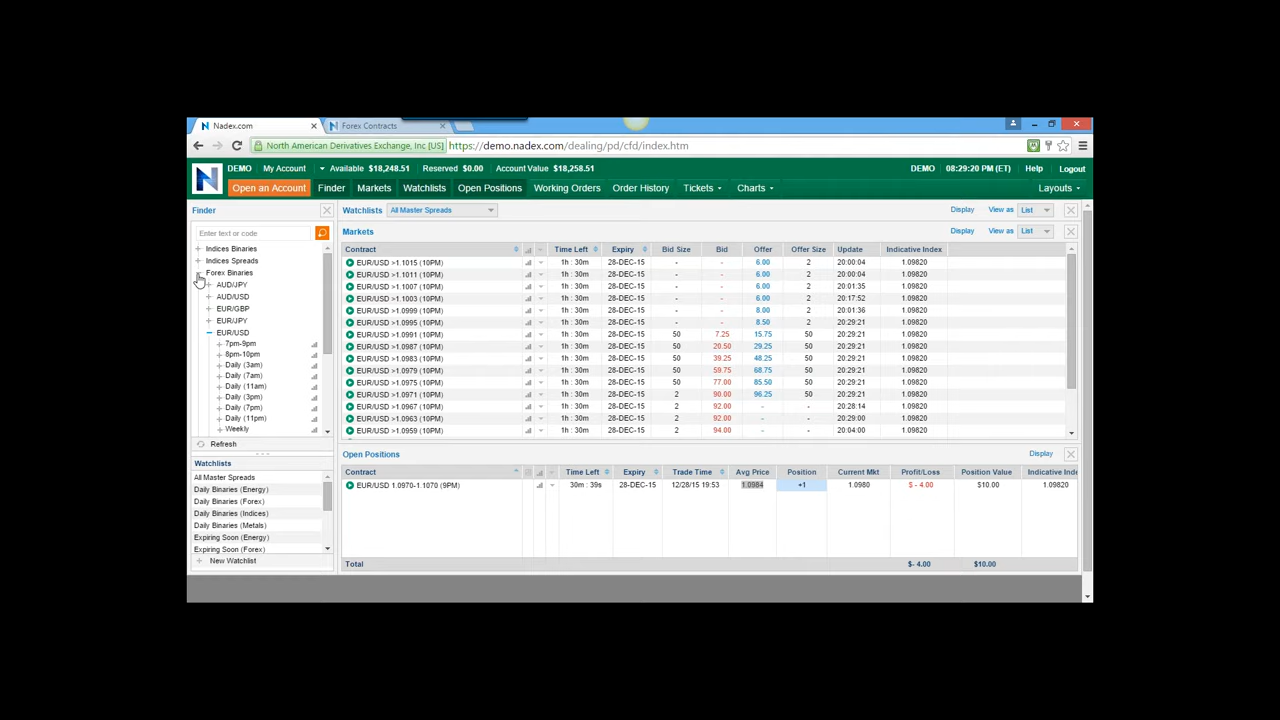 Nadex.com
Forex Contracts
North American Derivatives Exchange, Inc [US] https://demo.nadex.com/dealing/pd/cfd/index.htm
DEMO My Account Available $18,248.51 Reserved $0.00 Account Value $18,258.51 DEMO 08:29:20 PM (ET) Help Logout
Open an Account Finder Markets Watchlists Open Positions Working Orders Order History Tickets Charts Layouts
Finder
Enter text or code
Indices Binaries
Indices Spreads
Forex Binaries
AUD/JPY
AUD/USD
EUR/GBP
EUR/JPY
EUR/USD
7pm-9pm
8pm-10pm
Daily (3am)
Daily (7am)
Daily (11am)
Daily (3pm)
Daily (7pm)
Daily (11pm)
Weekly
Refresh
Watchlists
All Master Spreads
Daily Binaries (Energy)
Daily Binaries (Forex)
Daily Binaries (Indices)
Daily Binaries (Metals)
Expiring Soon (Energy)
Expiring Soon (Forex)
New Watchlist
Watchlists All Master Spreads Display View as List
Markets Display View as List
Contract Time Left Expiry Bid Size Bid Offer Offer Size Update Indicative Index
EUR/USD >1.1015 (10PM) 1h : 30m 28-DEC-15 - - 6.00 2 20:00:04 1.09820
EUR/USD >1.1011 (10PM) 1h : 30m 28-DEC-15 - - 6.00 2 20:00:04 1.09820
EUR/USD >1.1007 (10PM) 1h : 30m 28-DEC-15 - - 6.00 2 20:01:35 1.09820
EUR/USD >1.1003 (10PM) 1h : 30m 28-DEC-15 - - 6.00 2 20:17:52 1.09820
EUR/USD >1.0999 (10PM) 1h : 30m 28-DEC-15 - - 8.00 2 20:01:36 1.09820
EUR/USD >1.0995 (10PM) 1h : 30m 28-DEC-15 - - 8.50 2 20:29:21 1.09820
EUR/USD >1.0991 (10PM) 1h : 30m 28-DEC-15 50 7.25 15.75 50 20:29:21 1.09820
EUR/USD >1.0987 (10PM) 1h : 30m 28-DEC-15 50 20.50 29.25 50 20:29:21 1.09820
EUR/USD >1.0983 (10PM) 1h : 30m 28-DEC-15 50 39.25 48.25 50 20:29:21 1.09820
EUR/USD >1.0979 (10PM) 1h : 30m 28-DEC-15 50 59.75 68.75 50 20:29:21 1.09820
EUR/USD >1.0975 (10PM) 1h : 30m 28-DEC-15 50 77.00 85.50 50 20:29:21 1.09820
EUR/USD >1.0971 (10PM) 1h : 30m 28-DEC-15 2 90.00 96.25 50 20:29:21 1.09820
EUR/USD >1.0967 (10PM) 1h : 30m 28-DEC-15 2 92.00 - - 20:28:14 1.09820
EUR/USD >1.0963 (10PM) 1h : 30m 28-DEC-15 2 92.00 - - 20:29:00 1.09820
EUR/USD >1.0959 (10PM) 1h : 30m 28-DEC-15 2 94.00 - - 20:04:00 1.09820
Open Positions Display
Contract Time Left Expiry Trade Time Avg Price Position Current Mkt Profit/Loss Position Value Indicative Inde
EUR/USD 1.0970-1.1070 (9PM) 30m : 39s 28-DEC-15 12/28/15 19:53 1.0984 +1 1.0980 $ - 4.00 $10.00 1.09820
Total $- 4.00 $10.00